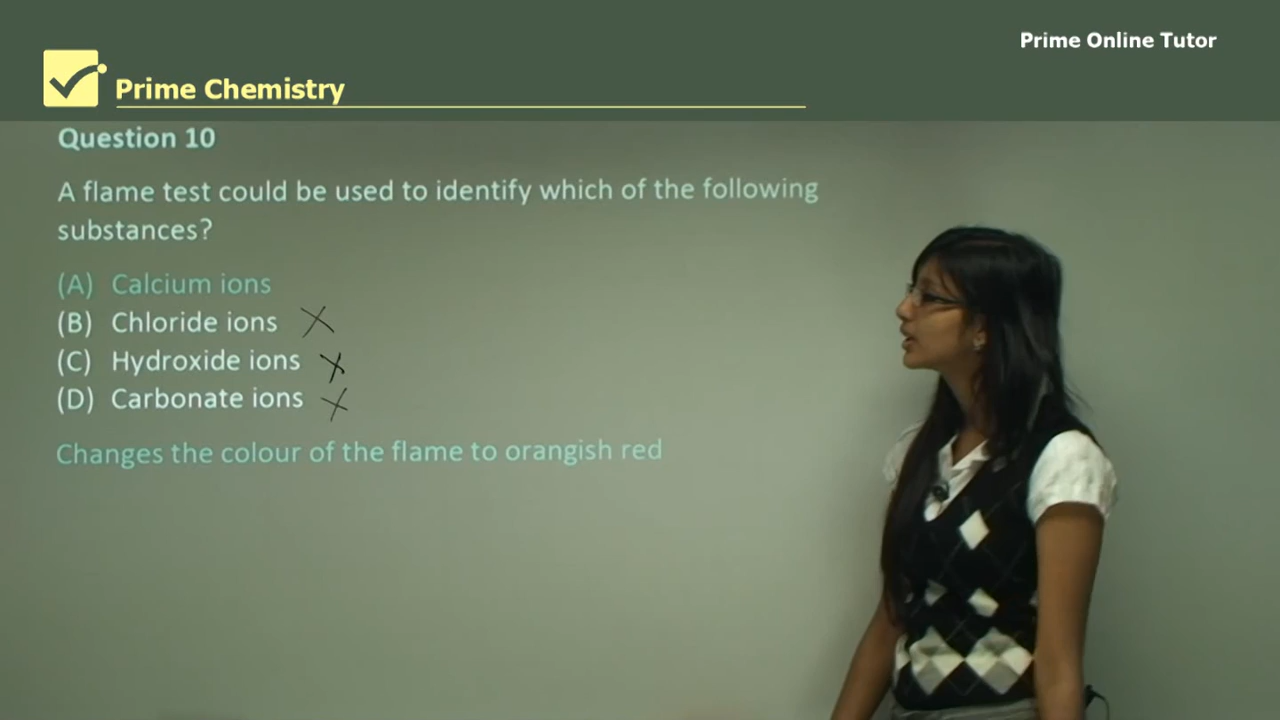 Prime Online Tutor
Prime Chemistry
Question 10
A flame test could be used to identify which of the following
substances?
(A) Calcium ions
(B) Chloride ions X
(C) Hydroxide ions X
(D) Carbonate ions X
Changes the colour of the flame to orangish red